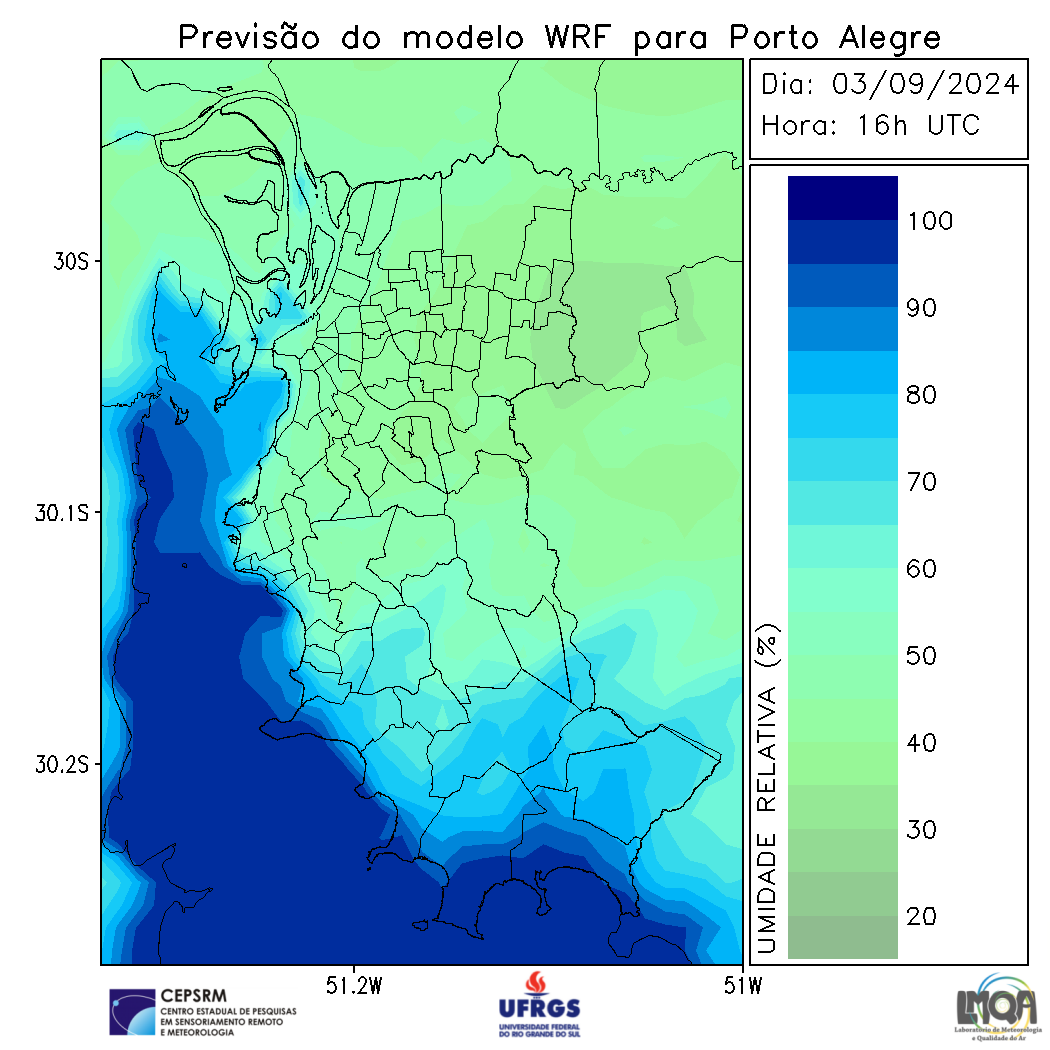 Previsão do modelo WRF para Porto Alegre
Dia: 03/09/2024
Hora: 16h UTC
30S
30.1S
30.2S
51.2W
51W
UMIDADE RELATIVA (%)
100
90
80
70
60
50
40
30
20
CEPSRM
CENTRO ESTADUAL DE PESQUISAS
EM SENSORIAMENTO REMOTO
E METEOROLOGIA
UFRGS
UNIVERSIDADE FEDERAL
DO RIO GRANDE DO SUL
LMQA
Laboratório de Meteorologia
e Qualidade do Ar